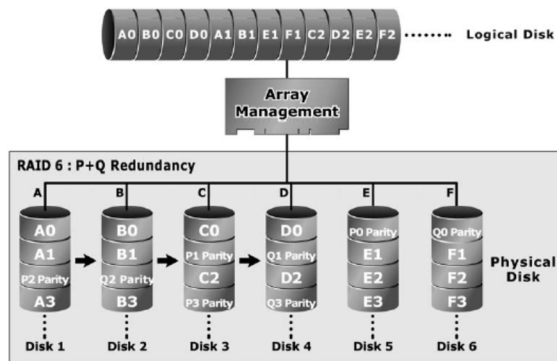 A0 B0 C0 D0 A1 B1 E1 F1 C2 D2 E2 F2 Logical Disk
Array
Management
RAID 6 : P+Q Redundancy
A B C D E F
A0 B0 C0 D0 P0 Parity Q0 Parity
A1 B1 P1 Parity Q1 Parity E1 F1
P2 Parity Q2 Parity C2 D2 E2 F2
A3 B3 P3 Parity Q3 Parity E3 F3
Physical
Disk
Disk 1 Disk 2 Disk 3 Disk 4 Disk 5 Disk 6